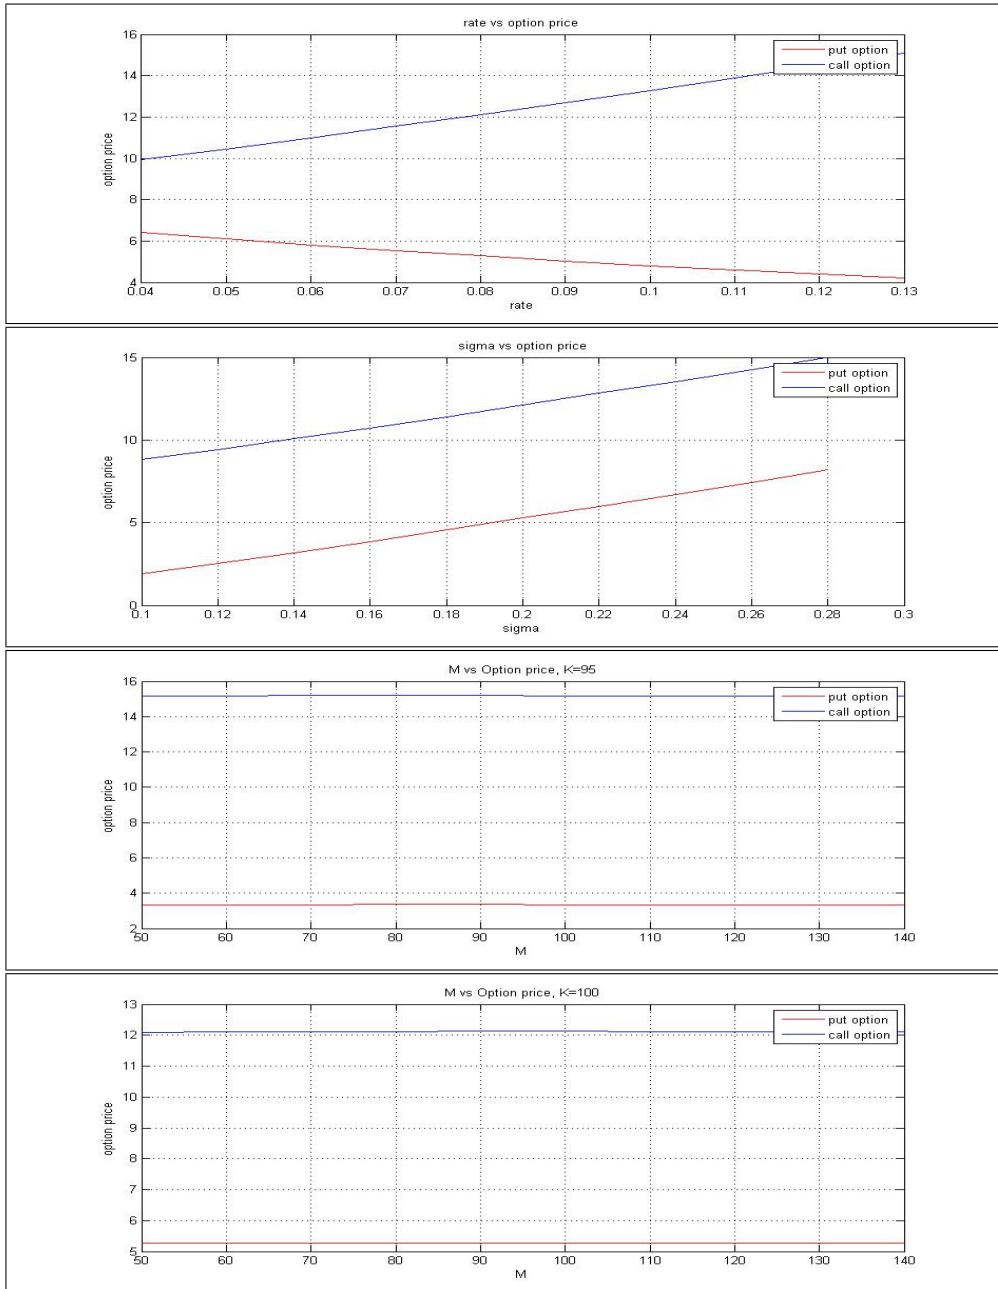 rate vs option price
put option
call option
option price
16
14
12
10
8
6
4
0.04 0.05 0.06 0.07 0.08 0.09 0.1 0.11 0.12 0.13
rate
sigma vs option price
put option
call option
option price
15
10
5
0
0.1 0.12 0.14 0.16 0.18 0.2 0.22 0.24 0.26 0.28 0.3
sigma
M vs Option price, K=95
put option
call option
option price
16
14
12
10
8
6
4
2
50 60 70 80 90 100 110 120 130 140
M
M vs Option price, K=100
put option
call option
option price
13
12
11
10
9
8
7
6
5
50 60 70 80 90 100 110 120 130 140
M